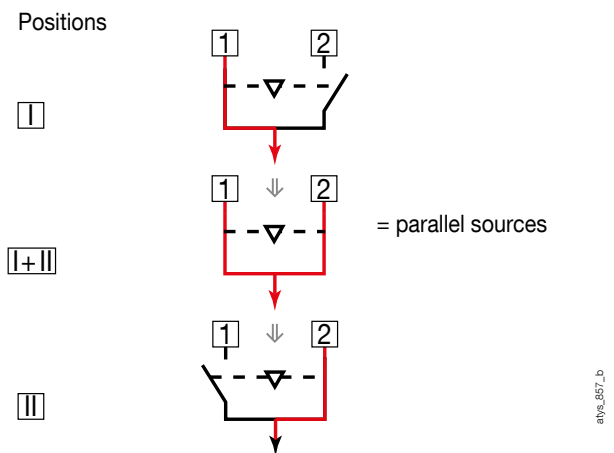 Positions
1 2
I
1 2
= parallel sources
I+II
1 2
II
atys_857_b